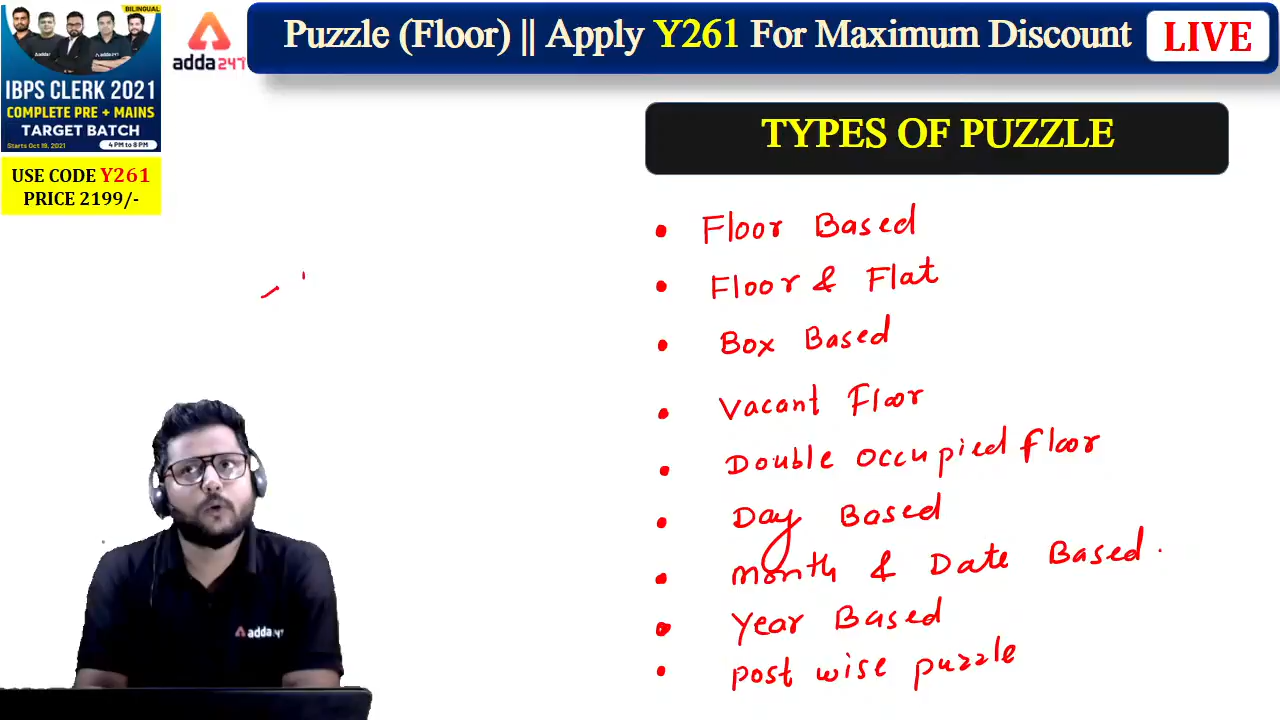 BILINGUAL
IBPS CLERK 2021
COMPLETE PRE + MAINS
TARGET BATCH
Starts Oct 19, 2021 4 PM to 8 PM
USE CODE Y261
PRICE 2199/-
adda247
Puzzle (Floor) || Apply Y261 For Maximum Discount
LIVE
TYPES OF PUZZLE
• Floor Based
• Floor & Flat
• Box Based
• Vacant Floor
• Double Occupied floor
• Day Based
• Month & Date Based.
• Year Based
• Post wise puzzle
adda247